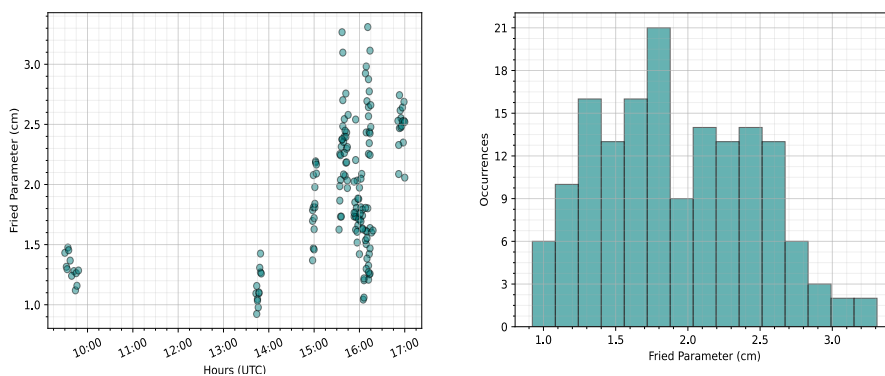 3.0
2.5
2.0
1.5
1.0
Fried Parameter (cm)
10:00 11:00 12:00 13:00 14:00 15:00 16:00 17:00
Hours (UTC)
21
18
15
12
9
6
3
0
Occurrences
1.0 1.5 2.0 2.5 3.0
Fried Parameter (cm)